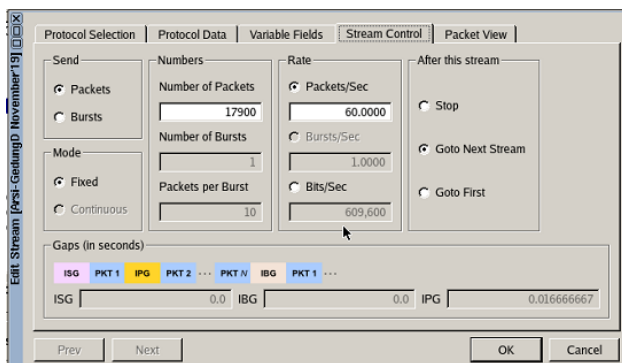 Edit Stream [Arsi-GedungD November'19]
Protocol Selection Protocol Data Variable Fields Stream Control Packet View
Send
Packets
Bursts
Mode
Fixed
Continuous
Numbers
Number of Packets
17900
Number of Bursts
1
Packets per Burst
10
Rate
Packets/Sec
60.0000
Bursts/Sec
1.0000
Bits/Sec
609,600
After this stream
Stop
Goto Next Stream
Goto First
Gaps (in seconds)
ISG PKT 1 IPG PKT 2 ··· PKT N IBG PKT 1 ···
ISG 0.0 IBG 0.0 IPG 0.016666667
Prev Next OK Cancel